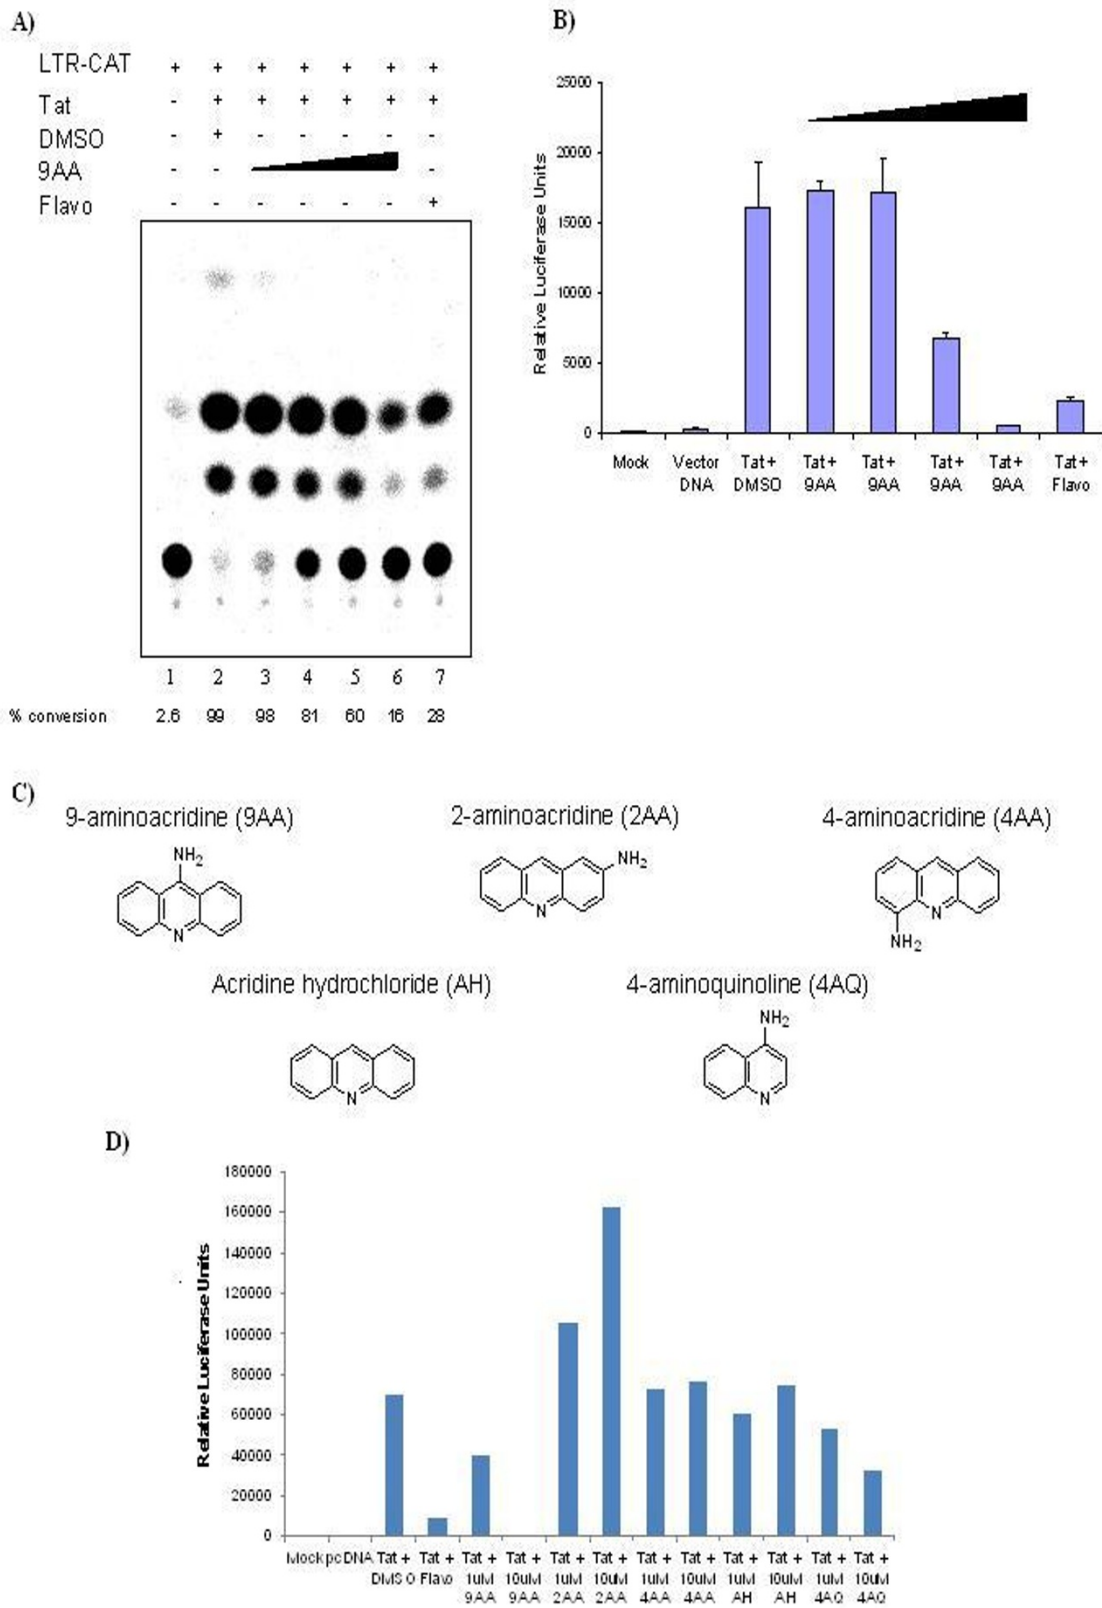 A)
LTR-CAT + + + + + + +
Tat - + + + + + +
DMSO - + - - - - -
9AA - - -
Flavo - - - - - - +
1 2 3 4 5 6 7
% conversion 2.6 99 98 81 60 16 28
B)
Relative Luciferase Units
25000
20000
15000
10000
5000
0
Mock Vector Tat+ Tat+ Tat+ Tat+ Tat+ Tat+
DNA DMSO 9AA 9AA 9AA 9AA Flavo
C)
9-aminoacridine (9AA) 2-aminoacridine (2AA) 4-aminoacridine (4AA)
NH2
N
NH2
N
N
NH2
Acridine hydrochloride (AH) 4-aminoquinoline (4AQ)
N
NH2
N
D)
Relative Luciferase Units
180000
160000
140000
120000
100000
80000
60000
40000
20000
0
Mock pcDNA Tat + Tat + Tat + Tat + Tat + Tat + Tat + Tat + Tat + Tat + Tat + Tat +
DMSO Flavo 1uM 10uM 1uM 10uM 1uM 10uM 1uM 10uM 1uM 10uM
9AA 9AA 2AA 2AA 4AA 4AA AH AH 4AQ 4AQ